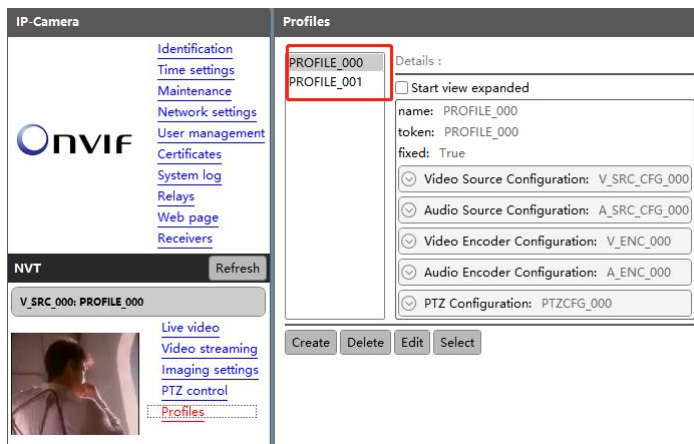 IP-Camera
Identification
Time settings
Maintenance
Network settings
User management
Certificates
System log
Relays
Web page
Receivers
ONVIF
NVT
Refresh
V_SRC_000: PROFILE_000
Live video
Video streaming
Imaging settings
PTZ control
Profiles
Profiles
PROFILE_000
PROFILE_001
Details :
Start view expanded
name: PROFILE_000
token: PROFILE_000
fixed: True
Video Source Configuration: V_SRC_CFG_000
Audio Source Configuration: A_SRC_CFG_000
Video Encoder Configuration: V_ENC_000
Audio Encoder Configuration: A_ENC_000
PTZ Configuration: PTZCFG_000
Create Delete Edit Select